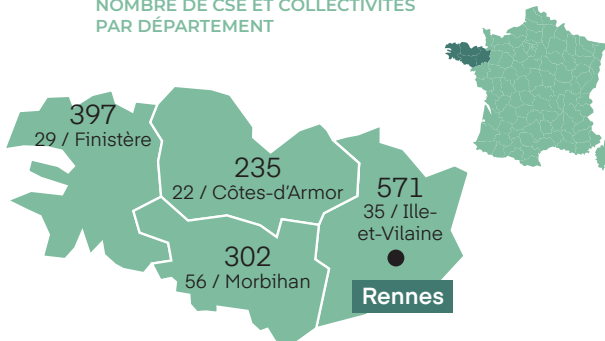 NOMBRE DE CSE ET COLLECTIVITÉS
PAR DÉPARTEMENT
397
29 / Finistère
235
22 / Côtes-d'Armor
571
35 / Ille-
et-Vilaine
302
56 / Morbihan
Rennes